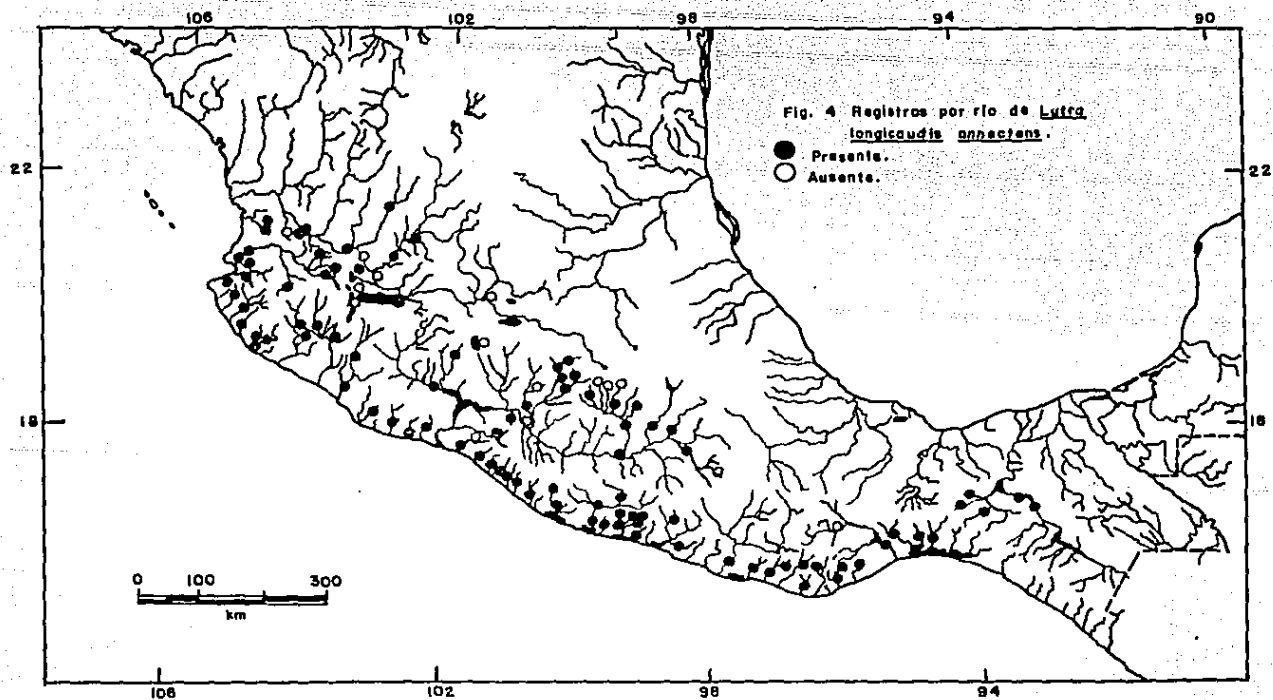 106 102 98 94 90
Fig. 4 Registros por río de Lutra
longicaudis annectens.
Presente.
Ausente.
22 22
18 18
0 100 300
km
106 102 98 94